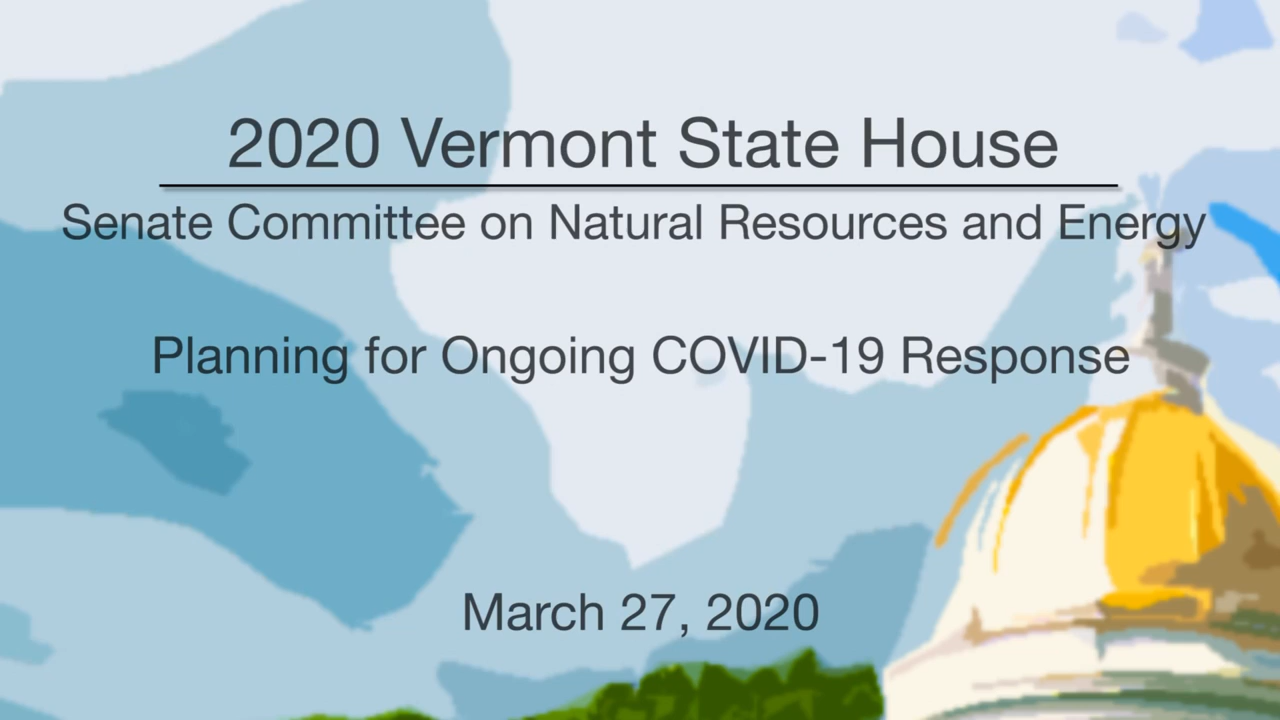 2020 Vermont State House
Senate Committee on Natural Resources and Energy
Planning for Ongoing COVID-19 Response
March 27, 2020